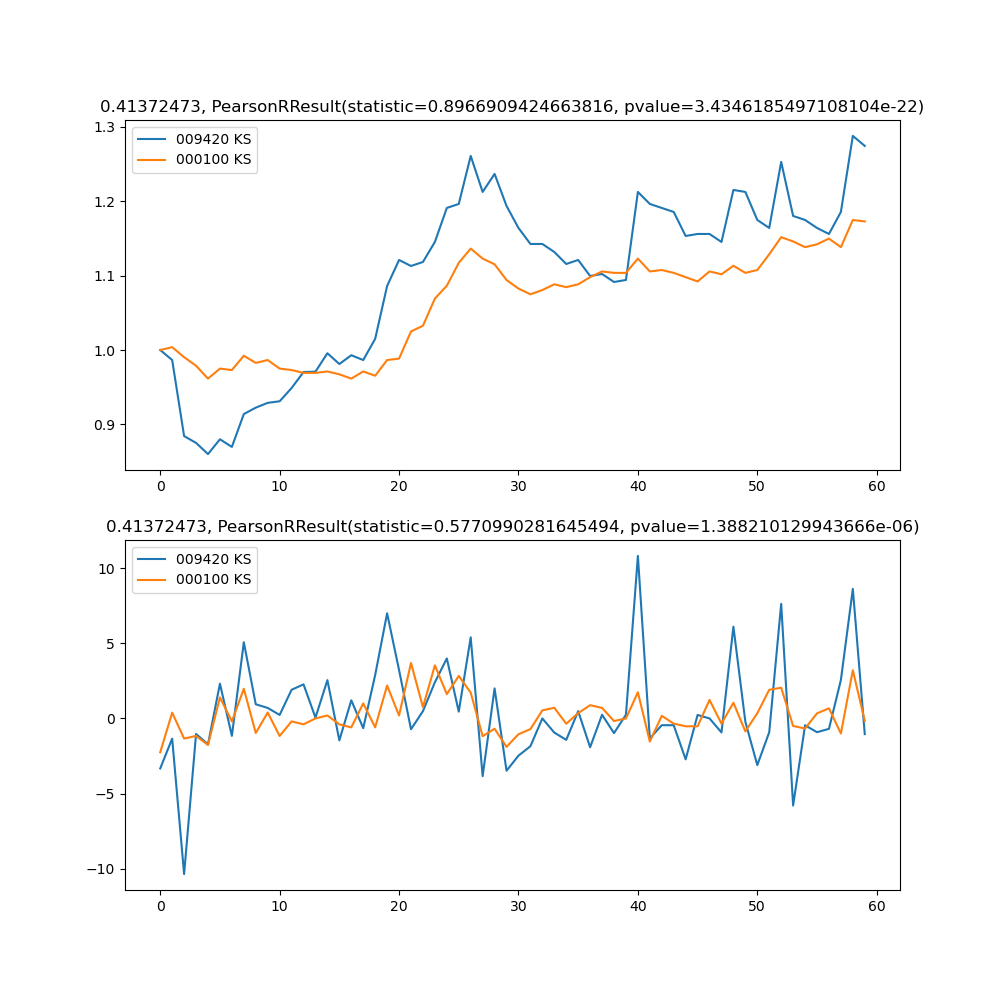 0.41372473, PearsonRResult(statistic=0.8966909424663816, pvalue=3.4346185497108104e-22)
009420 KS
000100 KS
1.3
1.2
1.1
1.0
0.9
0 10 20 30 40 50 60
0.41372473, PearsonRResult(statistic=0.5770990281645494, pvalue=1.388210129943666e-06)
009420 KS
000100 KS
10
5
0
−5
−10
0 10 20 30 40 50 60